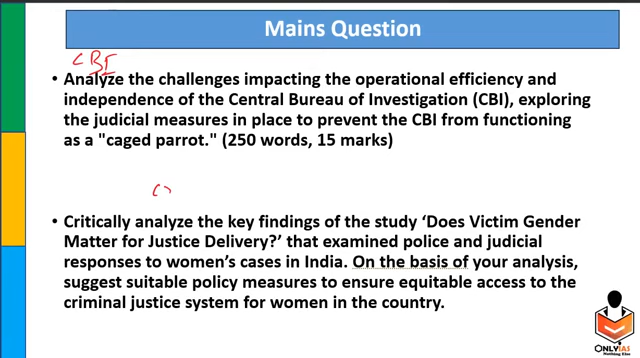 Mains Question
CBI
• Analyze the challenges impacting the operational efficiency and
independence of the Central Bureau of Investigation (CBI), exploring
the judicial measures in place to prevent the CBI from functioning
as a "caged parrot." (250 words, 15 marks)
• Critically analyze the key findings of the study ‘Does Victim Gender
Matter for Justice Delivery?’ that examined police and judicial
responses to women’s cases in India. On the basis of your analysis,
suggest suitable policy measures to ensure equitable access to the
criminal justice system for women in the country.
ONLYIAS
Nothing Else